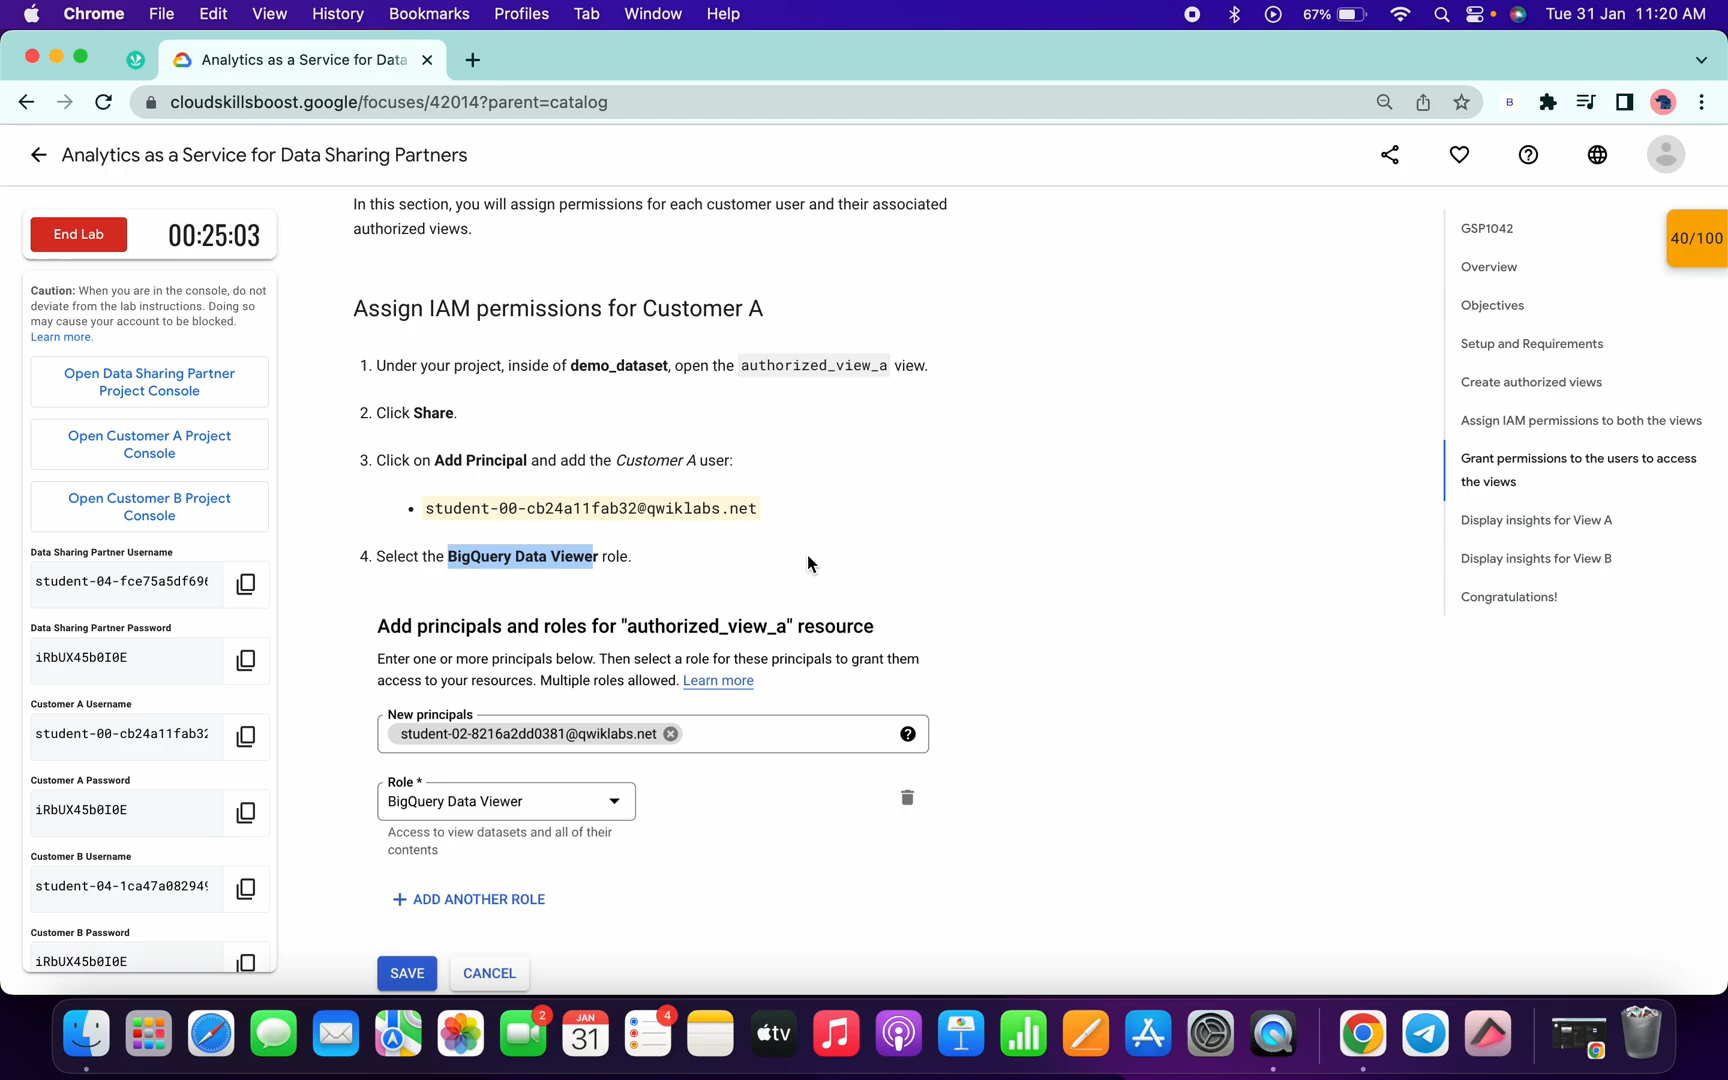 Chrome File Edit View History Bookmarks Profiles Tab Window Help 67% Tue 31 Jan 11:20 AM
Analytics as a Service for Data
cloudskillsboost.google/focuses/42014?parent=catalog
B
Analytics as a Service for Data Sharing Partners
End Lab 00:25:03
Caution: When you are in the console, do not
deviate from the lab instructions. Doing so
may cause your account to be blocked.
Learn more.
Open Data Sharing Partner
Project Console
Open Customer A Project
Console
Open Customer B Project
Console
Data Sharing Partner Username
student-04-fce75a5df696
Data Sharing Partner Password
iRbUX45b0I0E
Customer A Username
student-00-cb24a11fab32
Customer A Password
iRbUX45b0I0E
Customer B Username
student-04-1ca47a082949
Customer B Password
iRbUX45b0I0E
In this section, you will assign permissions for each customer user and their associated
authorized views.
Assign IAM permissions for Customer A
1. Under your project, inside of demo_dataset, open the authorized_view_a view.
2. Click Share.
3. Click on Add Principal and add the Customer A user:
• student-00-cb24a11fab32@qwiklabs.net
4. Select the BigQuery Data Viewer role.
Add principals and roles for "authorized_view_a" resource
Enter one or more principals below. Then select a role for these principals to grant them
access to your resources. Multiple roles allowed. Learn more
New principals
student-02-8216a2dd0381@qwiklabs.net
Role *
BigQuery Data Viewer
Access to view datasets and all of their
contents
+ ADD ANOTHER ROLE
SAVE CANCEL
GSP1042
Overview
Objectives
Setup and Requirements
Create authorized views
Assign IAM permissions to both the views
Grant permissions to the users to access
the views
Display insights for View A
Display insights for View B
Congratulations!
40/100
2
JAN
31
4
tv